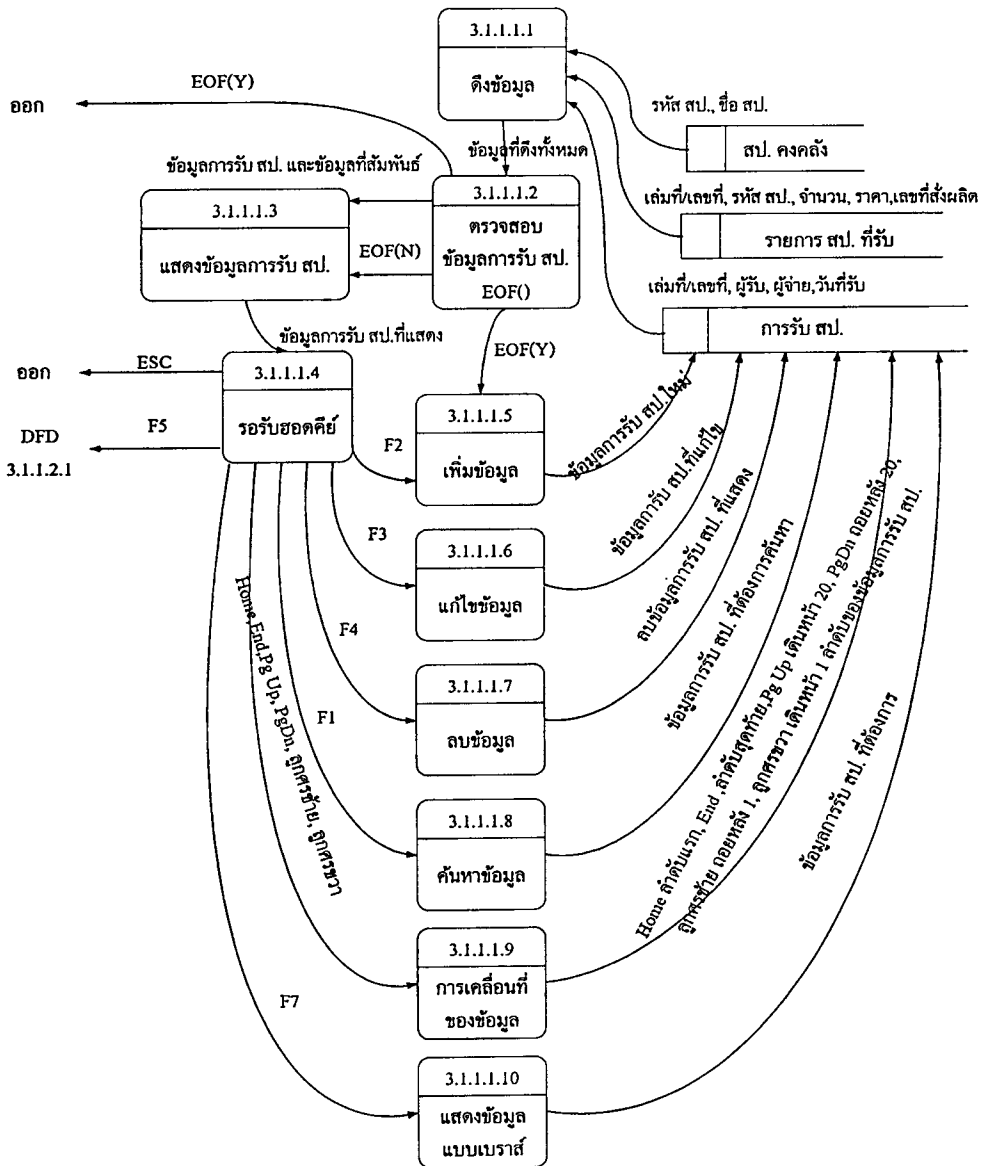 3.1.1.1.1
ดึงข้อมูล
EOF(Y)
ออก
รหัส สป., ชื่อ สป.
สป. คงคลัง
ข้อมูลที่ดึงทั้งหมด
ข้อมูลการรับ สป. และข้อมูลที่สัมพันธ์
3.1.1.1.2
ตรวจสอบ
ข้อมูลการรับ สป.
EOF()
3.1.1.1.3
แสดงข้อมูลการรับ สป.
EOF(N)
เล่มที่/เลขที่, รหัส สป., จำนวน, ราคา,เลขที่สั่งผลิต
รายการ สป. ที่รับ
เล่มที่/เลขที่, ผู้รับ, ผู้จ่าย,วันที่รับ
การรับ สป.
ข้อมูลการรับ สป.ที่แสดง
EOF(Y)
ESC
ออก
3.1.1.1.4
รอรับฮอตคีย์
F5
DFD
3.1.1.2.1
F2
3.1.1.1.5
เพิ่มข้อมูล
ข้อมูลการรับ สป.ใหม่
F3
3.1.1.1.6
แก้ไขข้อมูล
ข้อมูลการับ สป.ที่แก้ไข
F4
3.1.1.1.7
ลบข้อมูล
ลบข้อมูลการรับ สป. ที่แสดง
F1
3.1.1.1.8
ค้นหาข้อมูล
ข้อมูลการรับ สป. ที่ต้องการค้นหา
Home,End,Pg Up, PgDn, ลูกศรซ้าย, ลูกศรขวา
3.1.1.1.9
การเคลื่อนที่
ของข้อมูล
Home ลำดับแรก, End ,ลำดับสุดท้าย,Pg Up เดินหน้า 20, PgDn ถอยหลัง 20,
ลูกศรซ้าย ถอยหลัง 1, ลูกศรขวา เดินหน้า 1 ลำดับของข้อมูลการรับ สป.
F7
3.1.1.1.10
แสดงข้อมูล
แบบเบราส์
ข้อมูลการรับ สป. ที่ต้องการ